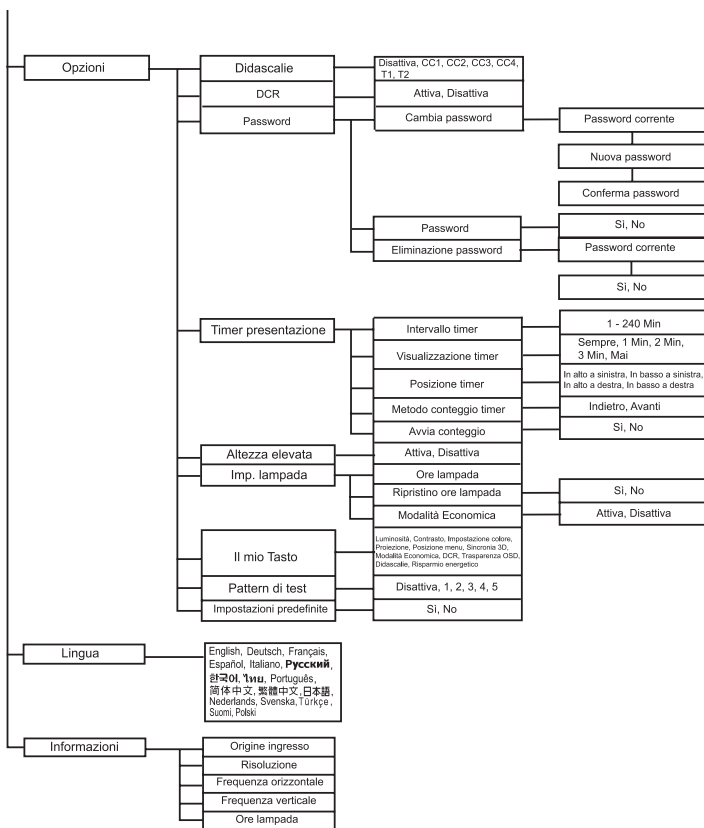 Opzioni
Didascalie
Disattiva, CC1, CC2, CC3, CC4,
T1, T2
DCR
Attiva, Disattiva
Password
Cambia password
Password corrente
Nuova password
Conferma password
Password
Sì, No
Eliminazione password
Password corrente
Sì, No
Timer presentazione
Intervallo timer
1 - 240 Min
Visualizzazione timer
Sempre, 1 Min, 2 Min,
3 Min, Mai
Posizione timer
In alto a sinistra, In basso a sinistra,
In alto a destra, In basso a destra
Metodo conteggio timer
Indietro, Avanti
Avvia conteggio
Sì, No
Altezza elevata
Attiva, Disattiva
Imp. lampada
Ore lampada
Ripristino ore lampada
Sì, No
Modalità Economica
Attiva, Disattiva
Il mio Tasto
Luminosità, Contrasto, Impostazione colore,
Proiezione, Posizione menu, Sincronia 3D,
Modalità Economica, DCR, Trasparenza OSD,
Didascalie, Risparmio energetico
Pattern di test
Disattiva, 1, 2, 3, 4, 5
Impostazioni predefinite
Sì, No
Lingua
English, Deutsch, Français,
Español, Italiano, Русский,
한국어, ไทย, Português,
简体中文, 繁體中文, 日本語,
Nederlands, Svenska, Türkçe,
Suomi, Polski
Informazioni
Origine ingresso
Risoluzione
Frequenza orizzontale
Frequenza verticale
Ore lampada